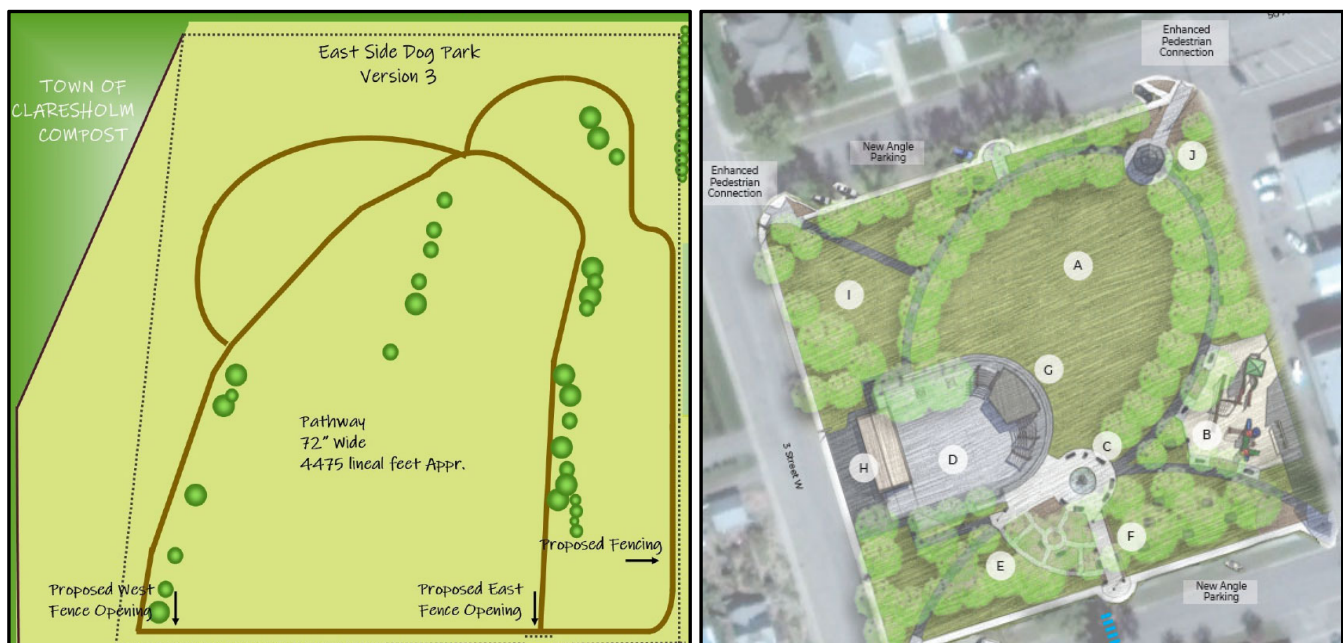 East Side Dog Park
Version 3
TOWN OF
CLARESHOLM
COMPOST
Pathway
72" Wide
4475 lineal feet Appr.
Proposed Fencing
Proposed West
Fence Opening
Proposed East
Fence Opening
Enhanced
Pedestrian
Connection
New Angle
Parking
Enhanced
Pedestrian
Connection
J
A
I
G
B
C
H
D
F
E
3 Street W
New Angle
Parking